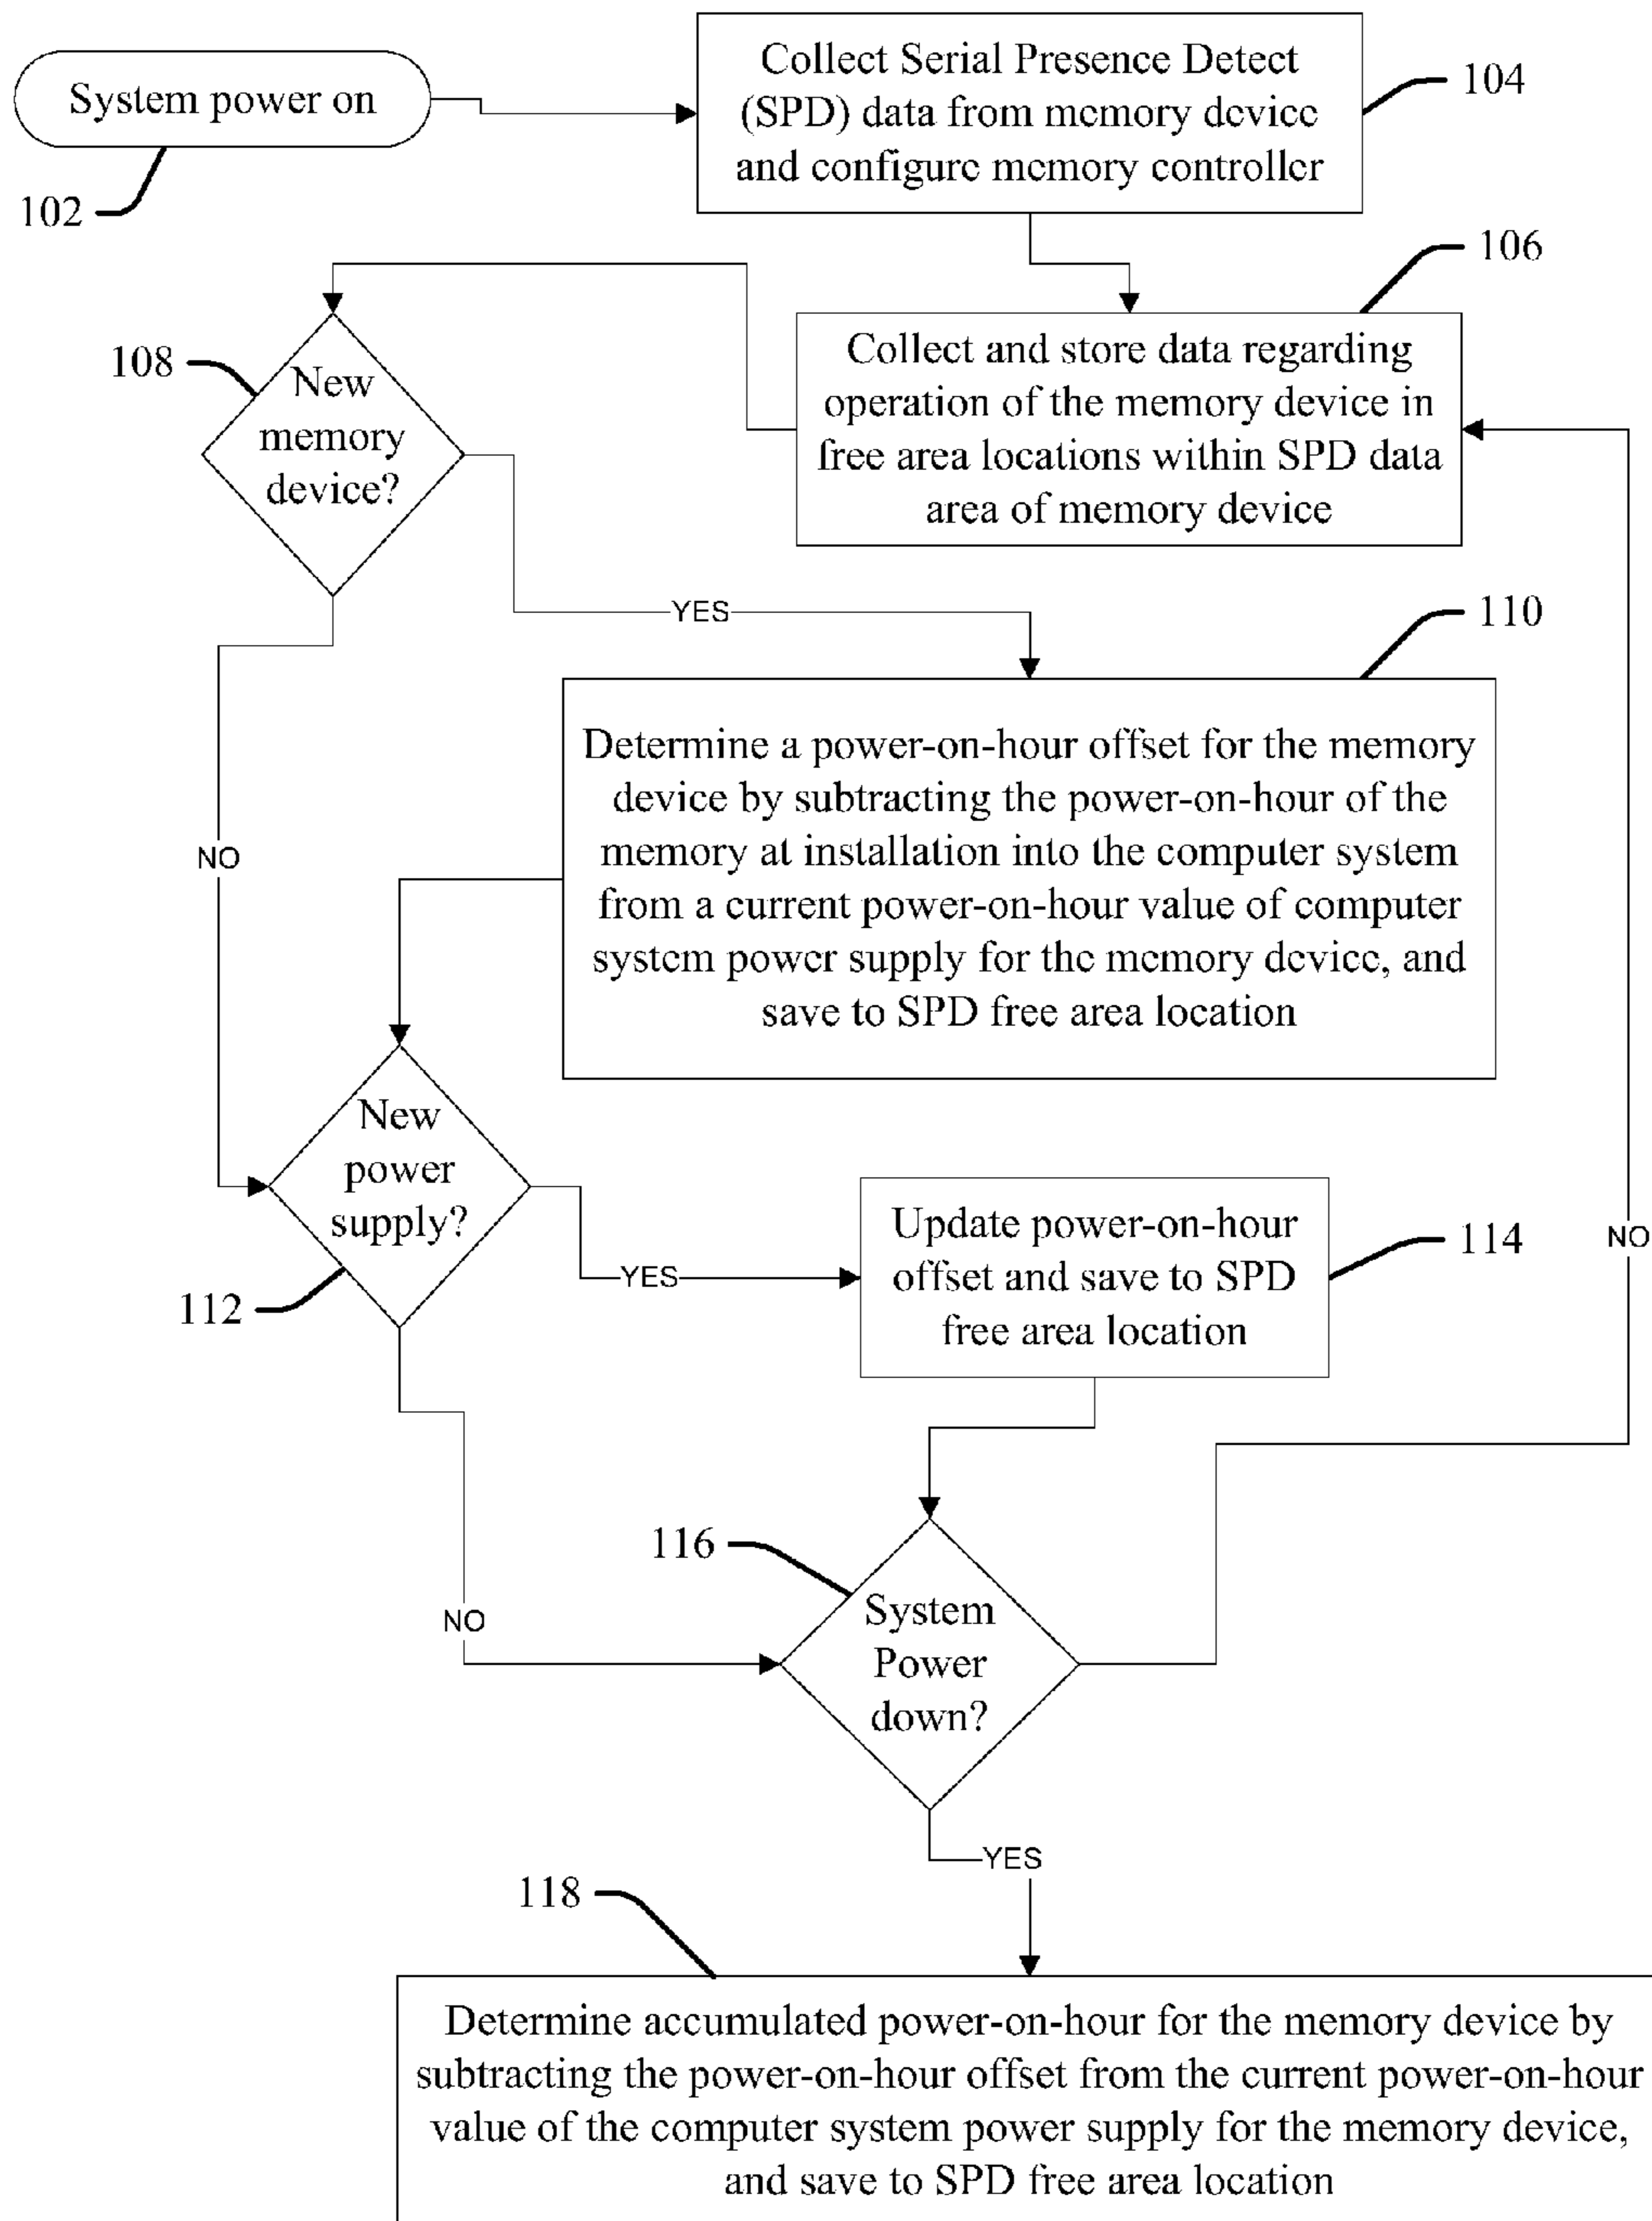 System power on
102
Collect Serial Presence Detect
(SPD) data from memory device
and configure memory controller
104
106
Collect and store data regarding
operation of the memory device in
free area locations within SPD data
area of memory device
108
New
memory
device?
YES
NO
110
Determine a power-on-hour offset for the memory
device by subtracting the power-on-hour of the
memory at installation into the computer system
from a current power-on-hour value of computer
system power supply for the memory device, and
save to SPD free area location
New
power
supply?
112
YES
NO
Update power-on-hour
offset and save to SPD
free area location
114
NO
116
System
Power
down?
YES
118
Determine accumulated power-on-hour for the memory device by
subtracting the power-on-hour offset from the current power-on-hour
value of the computer system power supply for the memory device,
and save to SPD free area location